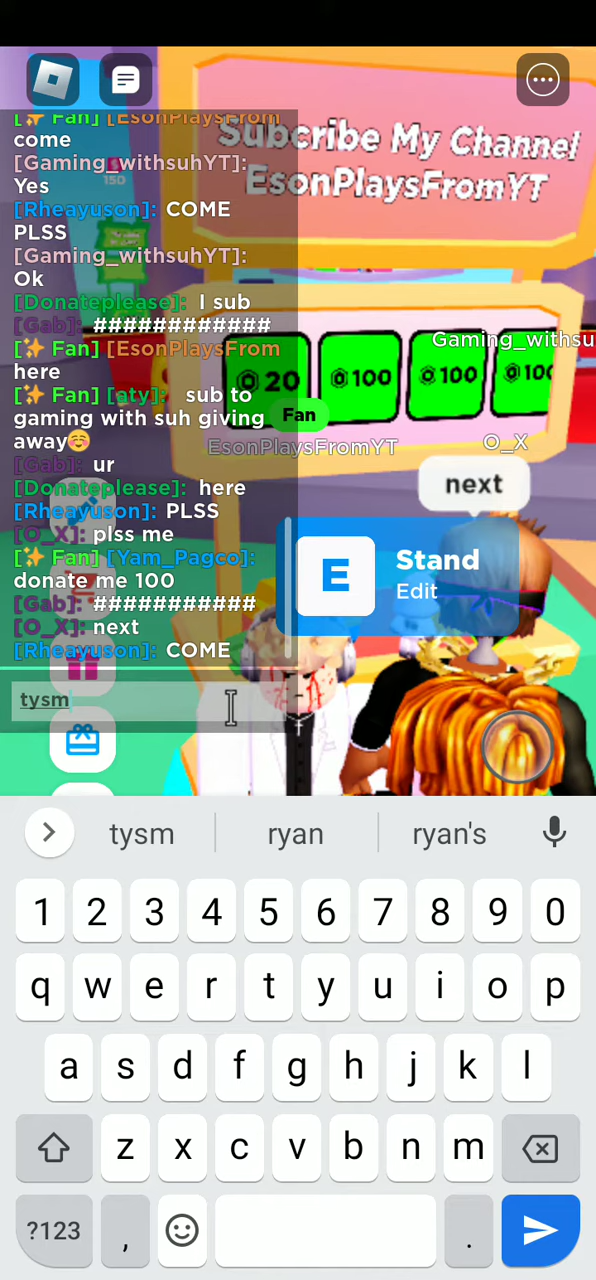 Subcribe My Channel
EsonPlaysFromYT
[✨ Fan] [EsonPlaysFrom
come
[Gaming_withsuhYT]:
Yes
[Rheayuson]: COME
PLSS
[Gaming_withsuhYT]:
Ok
[Donateplease]: I sub
[Gab]: ############
[✨ Fan] [EsonPlaysFrom
here
[✨ Fan] [aty]: sub to
gaming with suh giving
away☺️
[Gab]: ur
[Donateplease]: here
[Rheayuson]: PLSS
[O_X]: plss me
[✨ Fan] [Yam_Pagco]:
donate me 100
[Gab]: ###########
[O_X]: next
[Rheayuson]: COME
tysm
150
20
100
100
100
Gaming_withsu
Fan
EsonPlaysFromYT
O_X
next
E
Stand
Edit
tysm ryan ryan's
1 2 3 4 5 6 7 8 9 0
q w e r t y u i o p
a s d f g h j k l
z x c v b n m
?123 , .